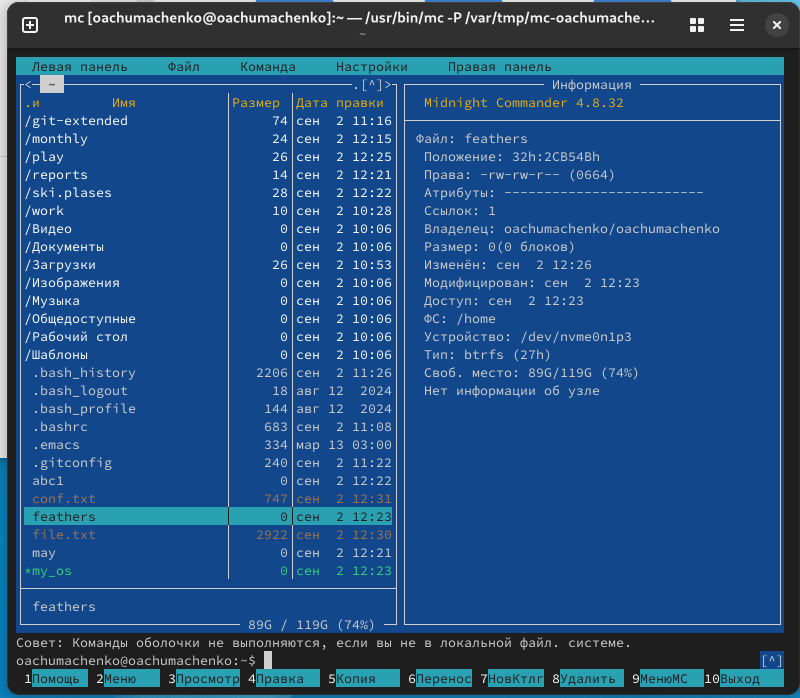 mc [oachumachenko@oachumachenko]:~ — /usr/bin/mc -P /var/tmp/mc-oachumache…
~
Левая панель Файл Команда Настройки Правая панель
<─ ~ ─.[^]>
.и Имя Размер Дата правки
/git-extended 74 сен 2 11:16
/monthly 24 сен 2 12:15
/play 26 сен 2 12:25
/reports 14 сен 2 12:21
/ski.plases 28 сен 2 12:22
/work 10 сен 2 10:28
/Видео 0 сен 2 10:06
/Документы 0 сен 2 10:06
/Загрузки 26 сен 2 10:53
/Изображения 0 сен 2 10:06
/Музыка 0 сен 2 10:06
/Общедоступные 0 сен 2 10:06
/Рабочий стол 0 сен 2 10:06
/Шаблоны 0 сен 2 10:06
.bash_history 2206 сен 2 11:26
.bash_logout 18 авг 12 2024
.bash_profile 144 авг 12 2024
.bashrc 683 сен 2 11:08
.emacs 334 мар 13 03:00
.gitconfig 240 сен 2 11:22
abc1 0 сен 2 12:22
conf.txt 747 сен 2 12:31
feathers 0 сен 2 12:23
file.txt 2922 сен 2 12:30
may 0 сен 2 12:21
*my_os 0 сен 2 12:23
feathers
89G / 119G (74%)
Информация
Midnight Commander 4.8.32
Файл: feathers
Положение: 32h:2CB54Bh
Права: -rw-rw-r-- (0664)
Атрибуты: -------------------------
Ссылок: 1
Владелец: oachumachenko/oachumachenko
Размер: 0(0 блоков)
Изменён: сен 2 12:26
Модифицирован: сен 2 12:23
Доступ: сен 2 12:23
ФС: /home
Устройство: /dev/nvme0n1p3
Тип: btrfs (27h)
Своб. место: 89G/119G (74%)
Нет информации об узле
Совет: Команды оболочки не выполняются, если вы не в локальной файл. системе.
oachumachenko@oachumachenko:~$ [^]
1Помощь 2Меню 3Просмотр 4Правка 5Копия 6Перенос 7НовКтлг 8Удалить 9МенюMC 10Выход